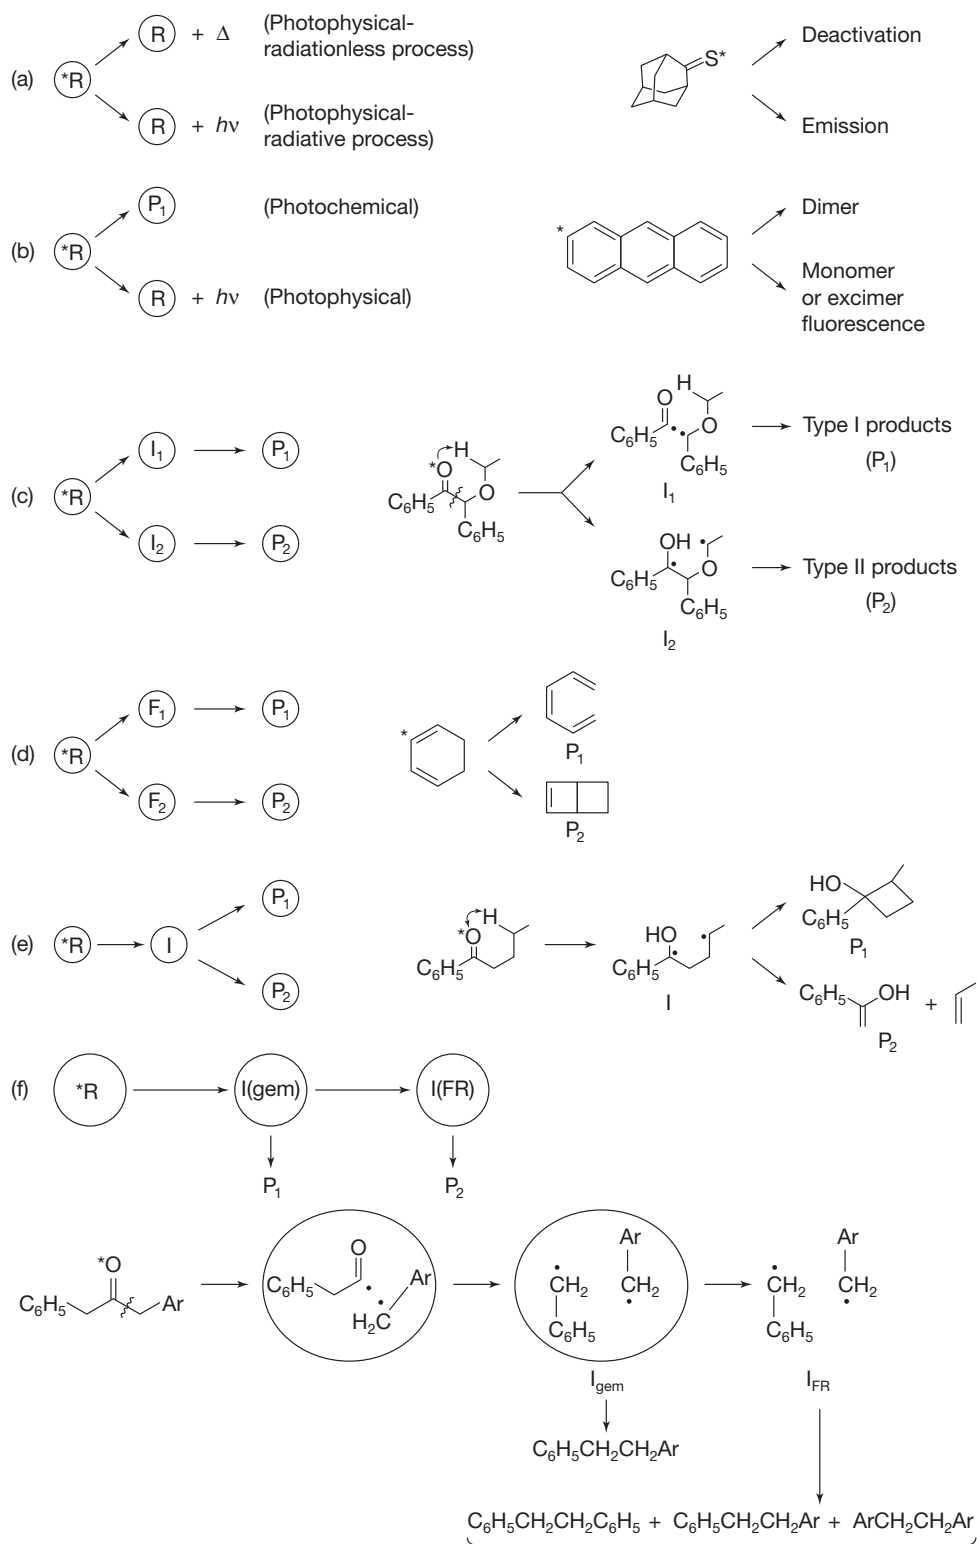 (a) *R R + Δ (Photophysical-
radiationless process)
R + hν (Photophysical-
radiative process)
S*
Deactivation
Emission
(b) *R P₁ (Photochemical)
R + hν (Photophysical)
*
Dimer
Monomer
or excimer
fluorescence
(c) *R I₁ P₁
I₂ P₂
*O H
C₆H₅ O
C₆H₅
H
O
C₆H₅ • • O
C₆H₅
I₁
Type I products
(P₁)
OH •
C₆H₅ • O
C₆H₅
I₂
Type II products
(P₂)
(d) *R F₁ P₁
F₂ P₂
*
P₁
P₂
(e) *R I P₁
P₂
*O H
C₆H₅
HO •
C₆H₅ •
I
HO
C₆H₅
P₁
C₆H₅ OH +
P₂
(f) *R I(gem) I(FR)
P₁ P₂
*O
C₆H₅ Ar
O
C₆H₅ • Ar
• H₂C
Ar
• CH₂ CH₂ •
C₆H₅
I_gem
Ar
• CH₂ CH₂ •
C₆H₅
I_FR
C₆H₅CH₂CH₂Ar
C₆H₅CH₂CH₂C₆H₅ + C₆H₅CH₂CH₂Ar + ArCH₂CH₂Ar